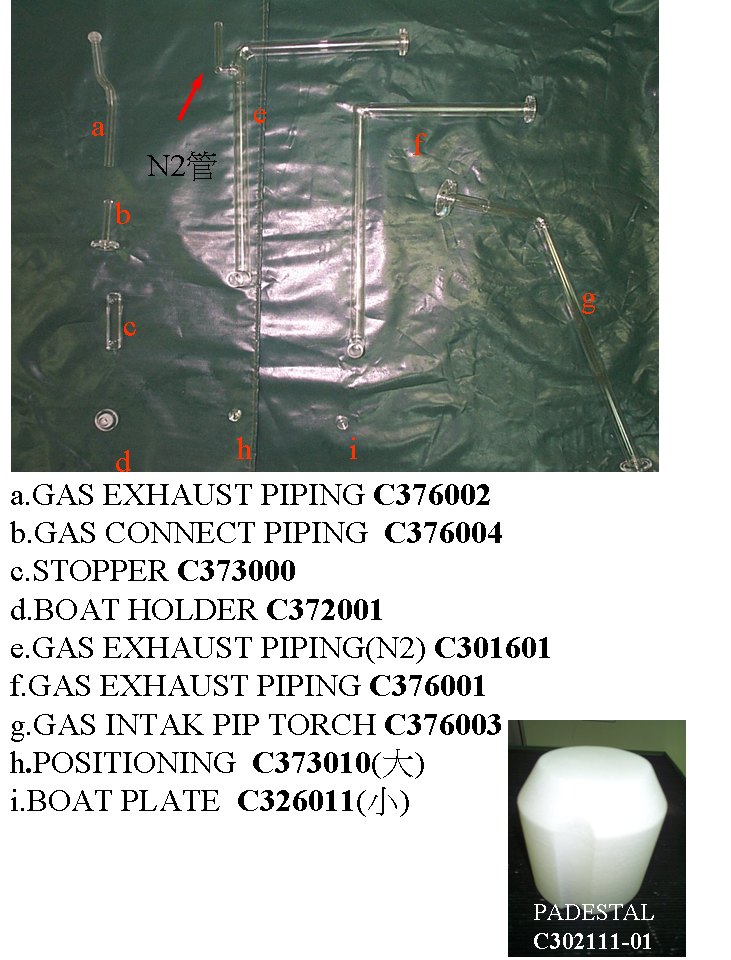 a
e
N2管
f
b
g
c
d
h
i
a.GAS EXHAUST PIPING C376002
b.GAS CONNECT PIPING C376004
c.STOPPER C373000
d.BOAT HOLDER C372001
e.GAS EXHAUST PIPING(N2) C301601
f.GAS EXHAUST PIPING C376001
g.GAS INTAK PIP TORCH C376003
h.POSITIONING C373010(大)
i.BOAT PLATE C326011(小)
PADESTAL
C302111-01